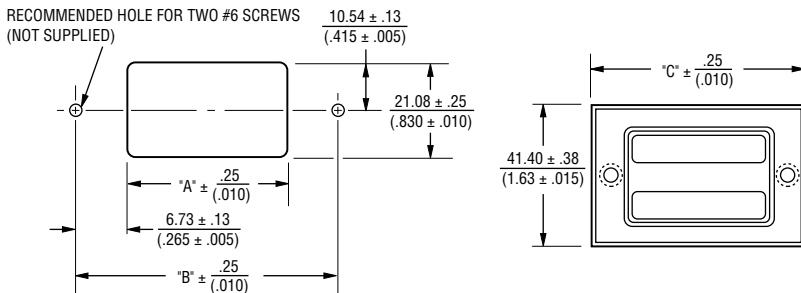 RECOMMENDED HOLE FOR TWO #6 SCREWS
(NOT SUPPLIED)
10.54 ± .13
(.415 ± .005)
21.08 ± .25
(.830 ± .010)
"A" ± .25
(.010)
6.73 ± .13
(.265 ± .005)
"B" ± .25
(.010)
"C" ± .25
(.010)
41.40 ± .38
(1.63 ± .015)